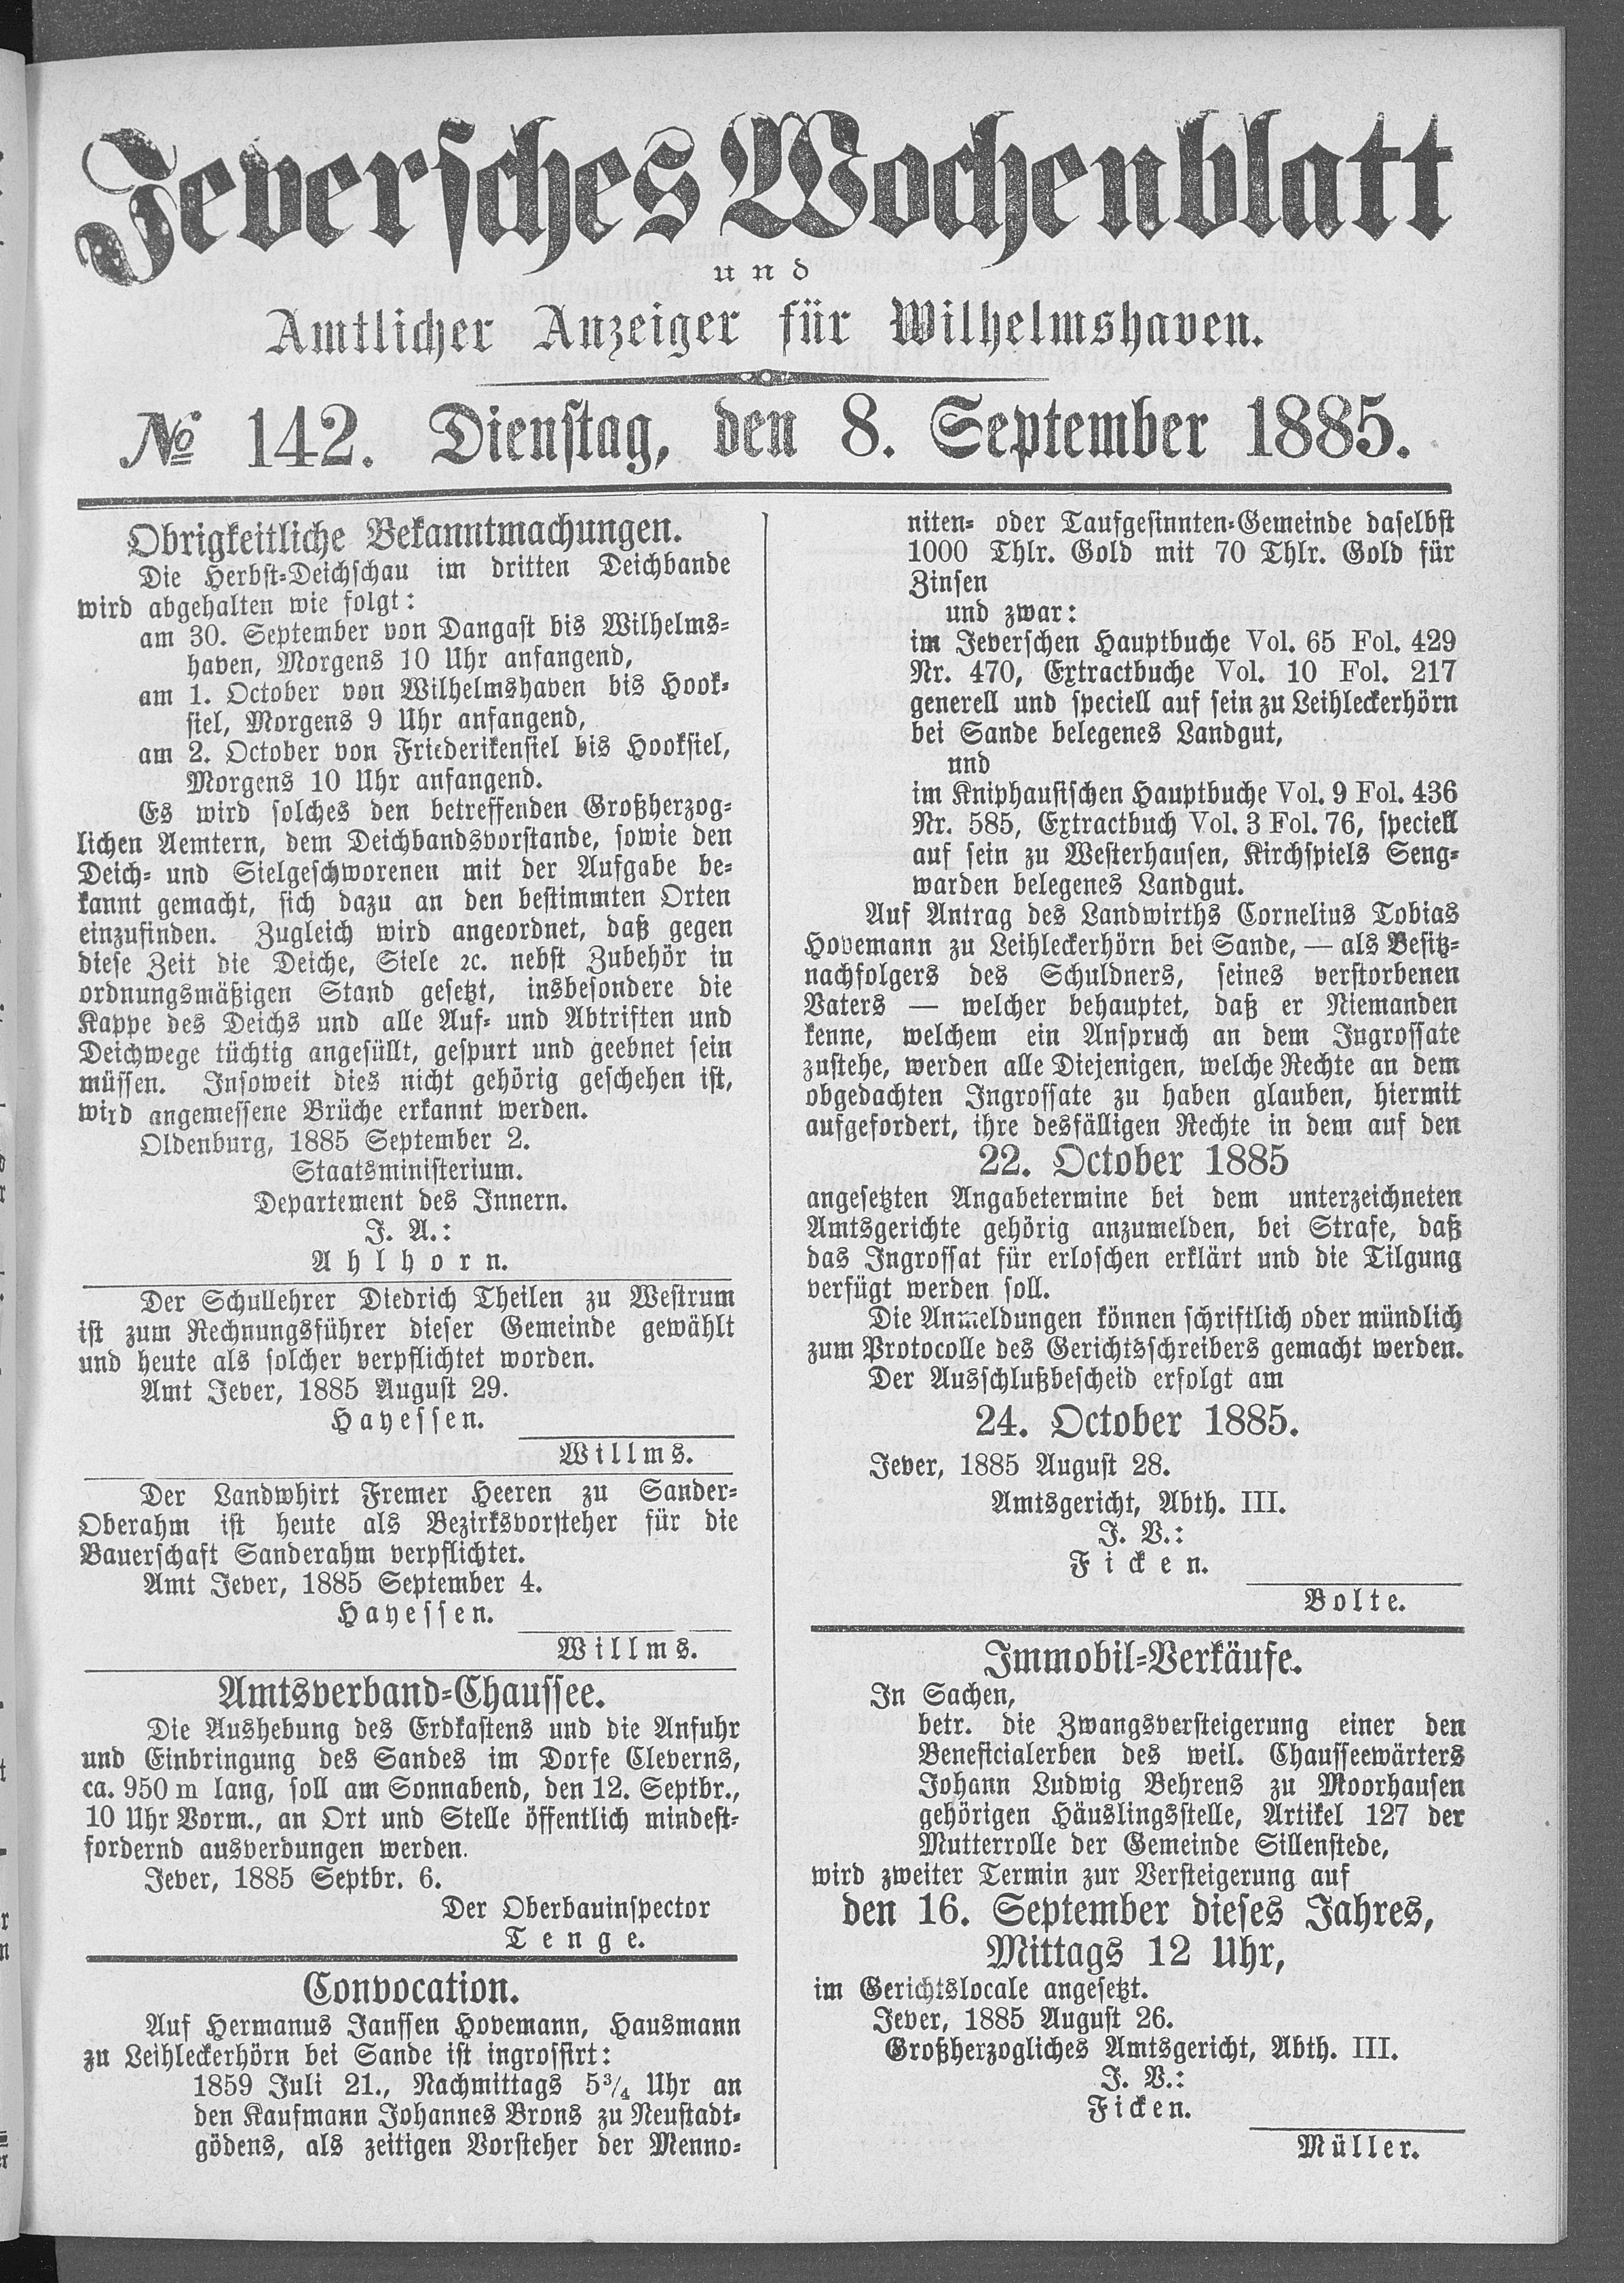 Jeversches Wochenblatt
und
Amtlicher Anzeiger für Wilhelmshaven.
№ 142. Dienstag, den 8. September 1885.
Obrigkeitliche Bekanntmachungen.
Die Herbst-Deichschau im dritten Deichbande
wird abgehalten wie folgt:
am 30. September von Dangast bis Wilhelms-
haven, Morgens 10 Uhr anfangend,
am 1. October von Wilhelmshaven bis Hook-
siel, Morgens 9 Uhr anfangend,
am 2. October von Friederikensiel bis Hooksiel,
Morgens 10 Uhr anfangend.
Es wird solches den betreffenden Großherzog-
lichen Aemtern, dem Deichbandsvorstande, sowie den
Deich- und Sielgeschworenen mit der Aufgabe be-
kannt gemacht, sich dazu an den bestimmten Orten
einzufinden. Zugleich wird angeordnet, daß gegen
diese Zeit die Deiche, Siele ꝛc. nebst Zubehör in
ordnungsmäßigen Stand gesetzt, insbesondere die
Kappe des Deichs und alle Auf- und Abtriften und
Deichwege tüchtig angefüllt, gespurt und geebnet sein
müssen. Insoweit dies nicht gehörig geschehen ist,
wird angemessene Brüche erkannt werden.
Oldenburg, 1885 September 2.
Staatsministerium.
Departement des Innern.
J. A.:
Ahlhorn.
Der Schullehrer Diedrich Theilen zu Westrum
ist zum Rechnungsführer dieser Gemeinde gewählt
und heute als solcher verpflichtet worden.
Amt Jever, 1885 August 29.
Hayessen.
Willms.
Der Landwhirt Fremer Heeren zu Sander-
Oberahm ist heute als Bezirksvorsteher für die
Bauerschaft Sanderahm verpflichtet.
Amt Jever, 1885 September 4.
Hayessen.
Willms.
Amtsverband-Chaussee.
Die Aushebung des Erdkastens und die Anfuhr
und Einbringung des Sandes im Dorfe Cleverns,
ca. 950 m lang, soll am Sonnabend, den 12. Septbr.,
10 Uhr Vorm., an Ort und Stelle öffentlich mindest-
fordernd ausverdungen werden.
Jever, 1885 Septbr. 6.
Der Oberbauinspector
Tenge.
Convocation.
Auf Hermanus Janssen Hovemann, Hausmann
zu Leihleckerhörn bei Sande ist ingrossirt:
1859 Juli 21., Nachmittags 5¾ Uhr an
den Kaufmann Johannes Brons zu Neustadt-
gödens, als zeitigen Vorsteher der Menno-
niten- oder Taufgesinnten-Gemeinde daselbst
1000 Thlr. Gold mit 70 Thlr. Gold für
Zinsen
und zwar:
im Jeverschen Hauptbuche Vol. 65 Fol. 429
Nr. 470, Extractbuche Vol. 10 Fol. 217
generell und speciell auf sein zu Leihleckerhörn
bei Sande belegenes Landgut,
und
im Kniphausischen Hauptbuche Vol. 9 Fol. 436
Nr. 585, Extractbuch Vol. 3 Fol. 76, speciell
auf sein zu Westerhausen, Kirchspiels Seng-
warden belegenes Landgut.
Auf Antrag des Landwirths Cornelius Tobias
Hovemann zu Leihleckerhörn bei Sande, — als Besitz-
nachfolgers des Schuldners, seines verstorbenen
Vaters — welcher behauptet, daß er Niemanden
kenne, welchem ein Anspruch an dem Ingrossate
zustehe, werden alle Diejenigen, welche Rechte an dem
obgedachten Ingrossate zu haben glauben, hiermit
aufgefordert, ihre desfälligen Rechte in dem auf den
22. October 1885
angesetzten Angabetermine bei dem unterzeichneten
Amtsgerichte gehörig anzumelden, bei Strafe, daß
das Ingrossat für erloschen erklärt und die Tilgung
verfügt werden soll.
Die Anmeldungen können schriftlich oder mündlich
zum Protocolle des Gerichtsschreibers gemacht werden.
Der Ausschlußbescheid erfolgt am
24. October 1885.
Jever, 1885 August 28.
Amtsgericht, Abth. III.
J. V.:
Ficken.
Bolte.
Immobil-Verkäufe.
In Sachen,
betr. die Zwangsversteigerung einer den
Beneficialerben des weil. Chausseewärters
Johann Ludwig Behrens zu Moorhausen
gehörigen Häuslingsstelle, Artikel 127 der
Mutterrolle der Gemeinde Sillenstede,
wird zweiter Termin zur Versteigerung auf
den 16. September dieses Jahres,
Mittags 12 Uhr,
im Gerichtslocale angesetzt.
Jever, 1885 August 26.
Großherzogliches Amtsgericht, Abth. III.
J. V.:
Ficken.
Müller.